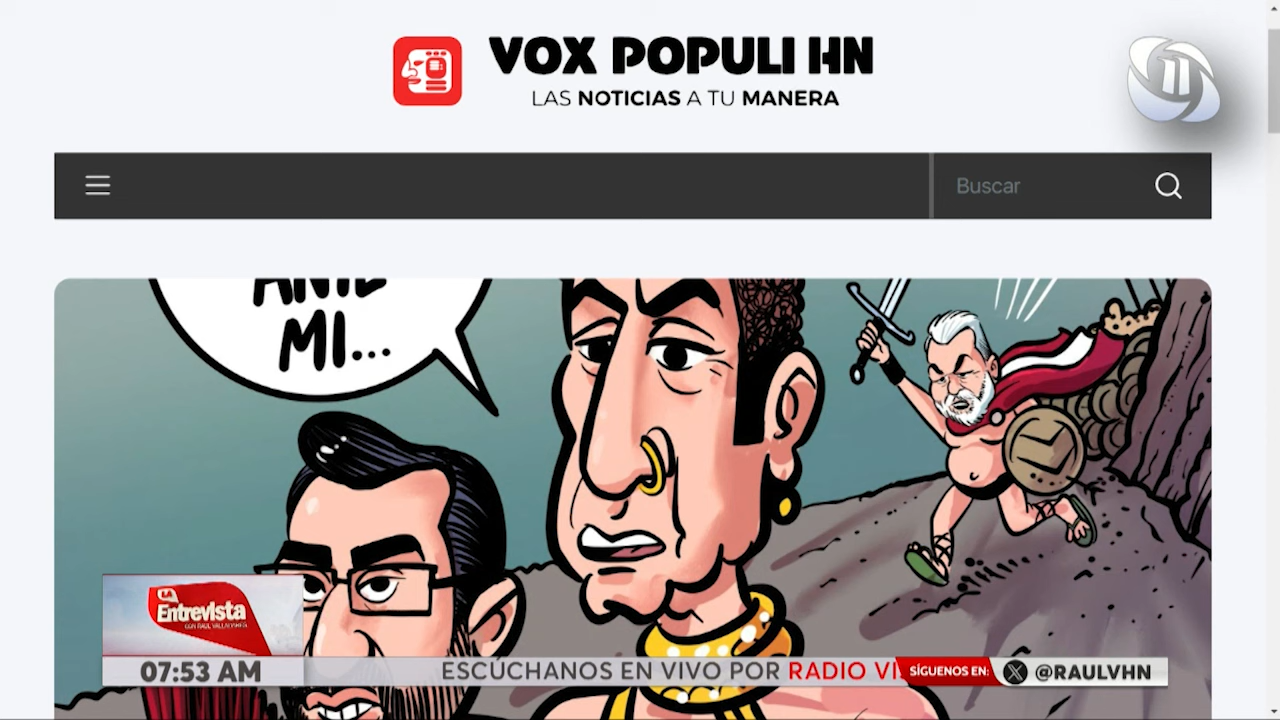 VOX POPULI HN
LAS NOTICIAS A TU MANERA
Buscar
MI...
LA
Entrevista
07:53 AM
ESCÚCHANOS EN VIVO POR RADIO
SÍGUENOS EN:
@RAULVHN